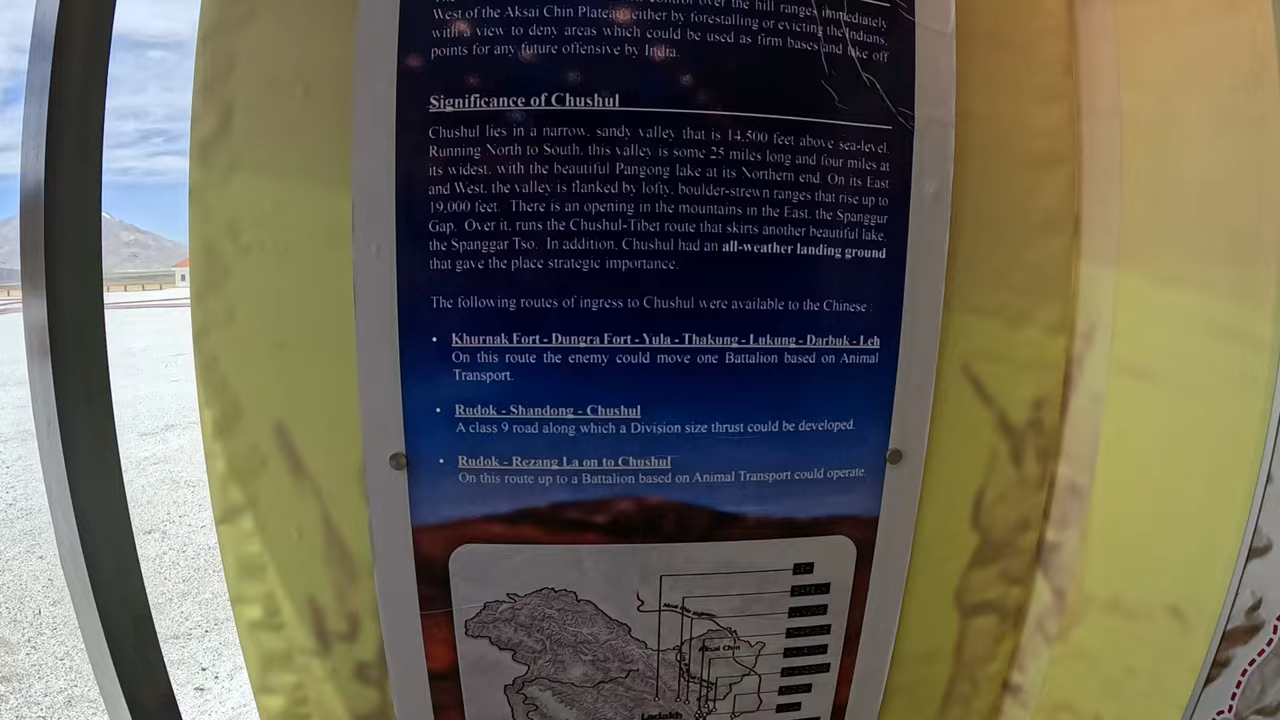 over the hill ranges immediately
West of the Aksai Chin Plateau either by forestalling or evicting the Indians,
with a view to deny areas which could be used as firm bases and take off
points for any future offensive by India.
Significance of Chushul
Chushul lies in a narrow, sandy valley that is 14,500 feet above sea-level.
Running North to South, this valley is some 25 miles long and four miles at
its widest, with the beautiful Pangong lake at its Northern end. On its East
and West, the valley is flanked by lofty, boulder-strewn ranges that rise up to
19,000 feet. There is an opening in the mountains in the East, the Spanggur
Gap. Over it, runs the Chushul-Tibet route that skirts another beautiful lake,
the Spanggar Tso. In addition, Chushul had an all-weather landing ground
that gave the place strategic importance.
The following routes of ingress to Chushul were available to the Chinese :
• Khurnak Fort - Dungra Fort - Yula - Thakung - Lukung - Darbuk - Leh
On this route the enemy could move one Battalion based on Animal
Transport.
• Rudok - Shandong - Chushul
A class 9 road along which a Division size thrust could be developed.
• Rudok - Rezang La on to Chushul
On this route up to a Battalion based on Animal Transport could operate.
LEH
Aksai Chin
Ladakh